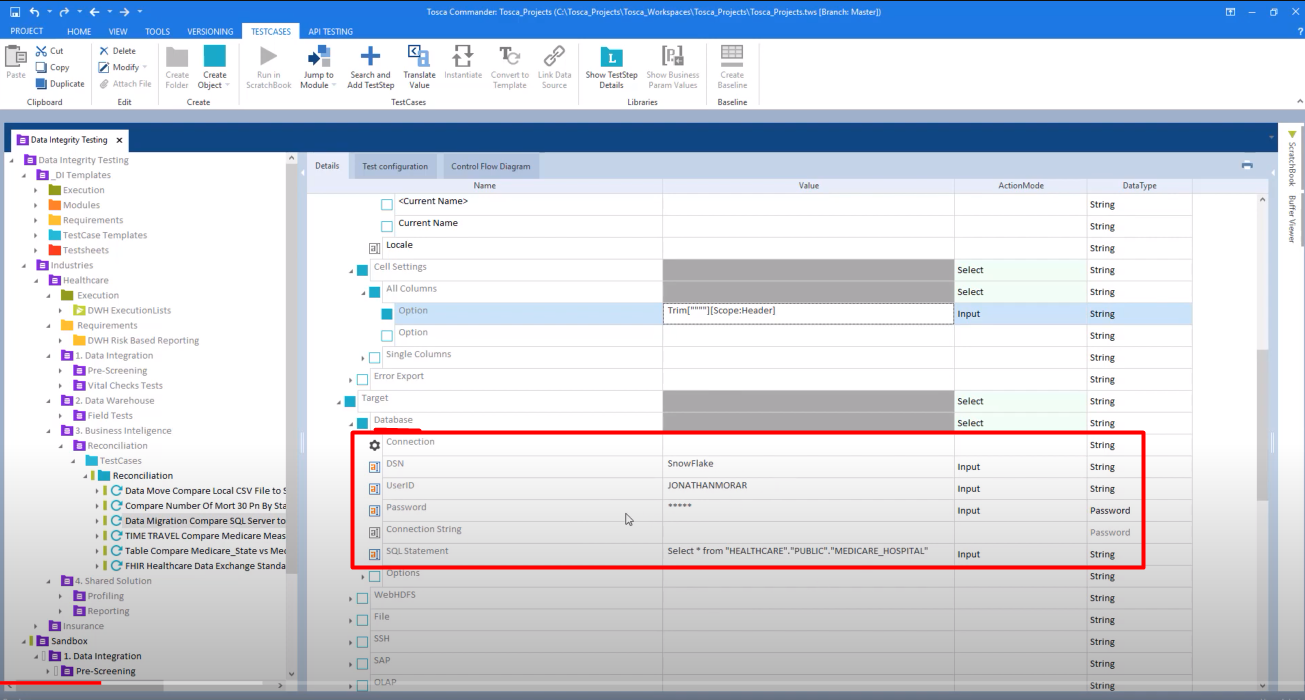 Tosca Commander: Tosca_Projects (C:\Tosca_Projects\Tosca_Workspaces\Tosca_Projects\Tosca_Projects.tws [Branch: Master])
PROJECT HOME VIEW TOOLS VERSIONING TESTCASES API TESTING
Paste
Cut
Copy
Duplicate
Clipboard
Delete
Modify
Attach File
Edit
Create Folder
Create Object
Create
Run in ScratchBook
Jump to Module
Search and Add TestStep
Translate Value
Instantiate
Convert to Template
Link Data Source
TestCases
Show TestStep Details
Show Business Param Values
Libraries
Create Baseline
Baseline
Data Integrity Testing
Data Integrity Testing
_DI Templates
Execution
Modules
Requirements
TestCase Templates
Testsheets
Industries
Healthcare
Execution
DWH ExecutionLists
Requirements
DWH Risk Based Reporting
1. Data Integration
Pre-Screening
Vital Checks Tests
2. Data Warehouse
Field Tests
3. Business Inteligence
Reconciliation
TestCases
Reconciliation
Data Move Compare Local CSV File to S
Compare Number Of Mort 30 Pn By Sta
Data Migration Compare SQL Server to
TIME TRAVEL Compare Medicare Meas
Table Compare Medicare_State vs Med
FHIR Healthcare Data Exchange Standa
4. Shared Solution
Profiling
Reporting
Insurance
Sandbox
1. Data Integration
Pre-Screening
Details Test configuration Control Flow Diagram
Name Value ActionMode DataType
<Current Name> String
Current Name String
Locale String
Cell Settings Select String
All Columns Select String
Option Trim[""""][Scope:Header] Input String
Option String
Single Columns String
Error Export String
Target Select String
Database Select String
Connection String
DSN SnowFlake Input String
UserID JONATHANMORAR Input String
Password ***** Input Password
Connection String Password
SQL Statement Select * from "HEALTHCARE"."PUBLIC"."MEDICARE_HOSPITAL" Input String
Options String
WebHDFS String
File String
SSH String
SAP String
OLAP String
ScratchBook
Buffer Viewer